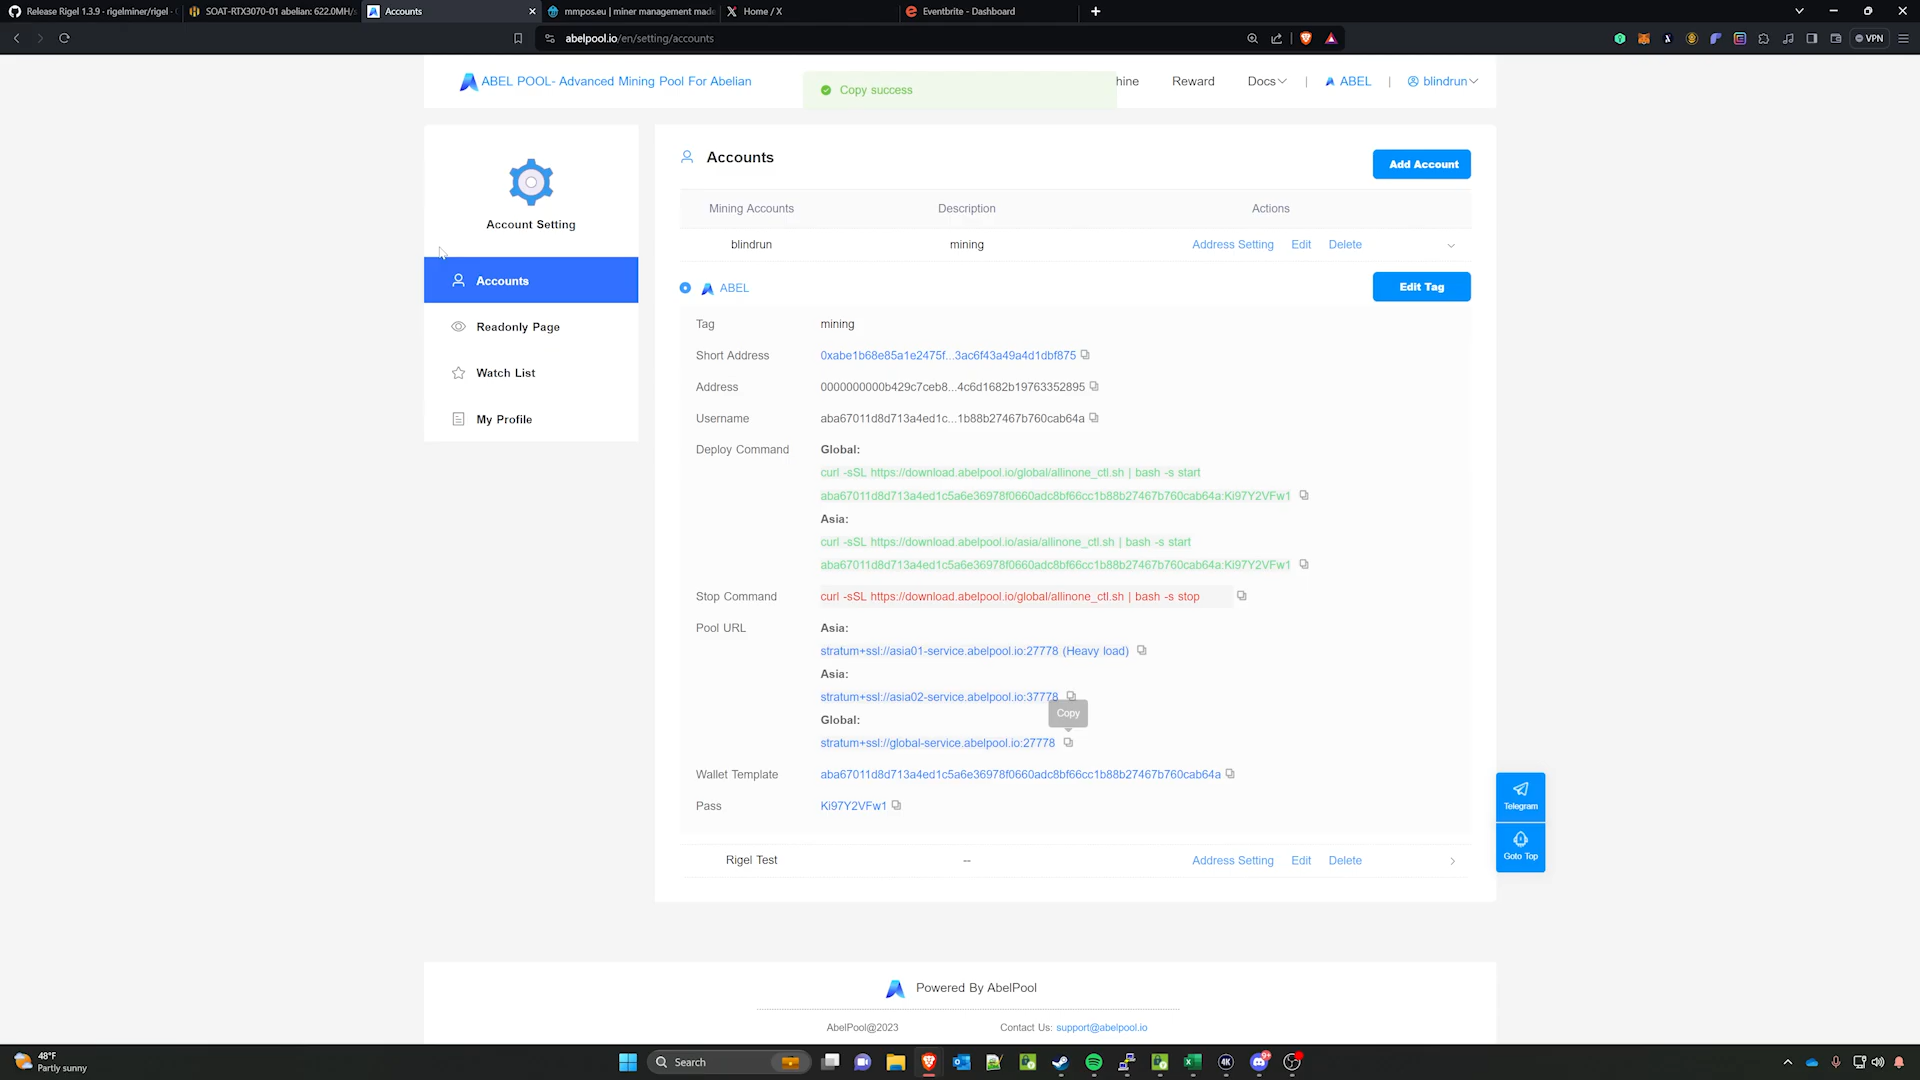 Release Rigel 1.3.9 - rigelminer/rigel -
SOAT-RTX3070-01 abelian: 622.0MH/s
Accounts
mmpos.eu | miner management made
Home / X
Eventbrite - Dashboard
abelpool.io/en/setting/accounts
VPN
ABEL POOL- Advanced Mining Pool For Abelian
Copy success
hine
Reward
Docs
|
ABEL
|
blindrun
Account Setting
Accounts
Readonly Page
Watch List
My Profile
Accounts
Add Account
Mining Accounts
Description
Actions
blindrun
mining
Address Setting
Edit
Delete
ABEL
Edit Tag
Tag
mining
Short Address
0xabe1b68e85a1e2475f...3ac6f43a49a4d1dbf875
Address
0000000000b429c7ceb8...4c6d1682b19763352895
Username
aba67011d8d713a4ed1c...1b88b27467b760cab64a
Deploy Command
Global:
curl -sSL https://download.abelpool.io/global/allinone_ctl.sh | bash -s start
aba67011d8d713a4ed1c5a6e36978f0660adc8bf66cc1b88b27467b760cab64a:Ki97Y2VFw1
Asia:
curl -sSL https://download.abelpool.io/asia/allinone_ctl.sh | bash -s start
aba67011d8d713a4ed1c5a6e36978f0660adc8bf66cc1b88b27467b760cab64a:Ki97Y2VFw1
Stop Command
curl -sSL https://download.abelpool.io/global/allinone_ctl.sh | bash -s stop
Pool URL
Asia:
stratum+ssl://asia01-service.abelpool.io:27778 (Heavy load)
Asia:
stratum+ssl://asia02-service.abelpool.io:37778
Copy
Global:
stratum+ssl://global-service.abelpool.io:27778
Wallet Template
aba67011d8d713a4ed1c5a6e36978f0660adc8bf66cc1b88b27467b760cab64a
Pass
Ki97Y2VFw1
Rigel Test
--
Address Setting
Edit
Delete
Telegram
Goto Top
Powered By AbelPool
AbelPool@2023
Contact Us: support@abelpool.io
48°F
Partly sunny
Search
4K